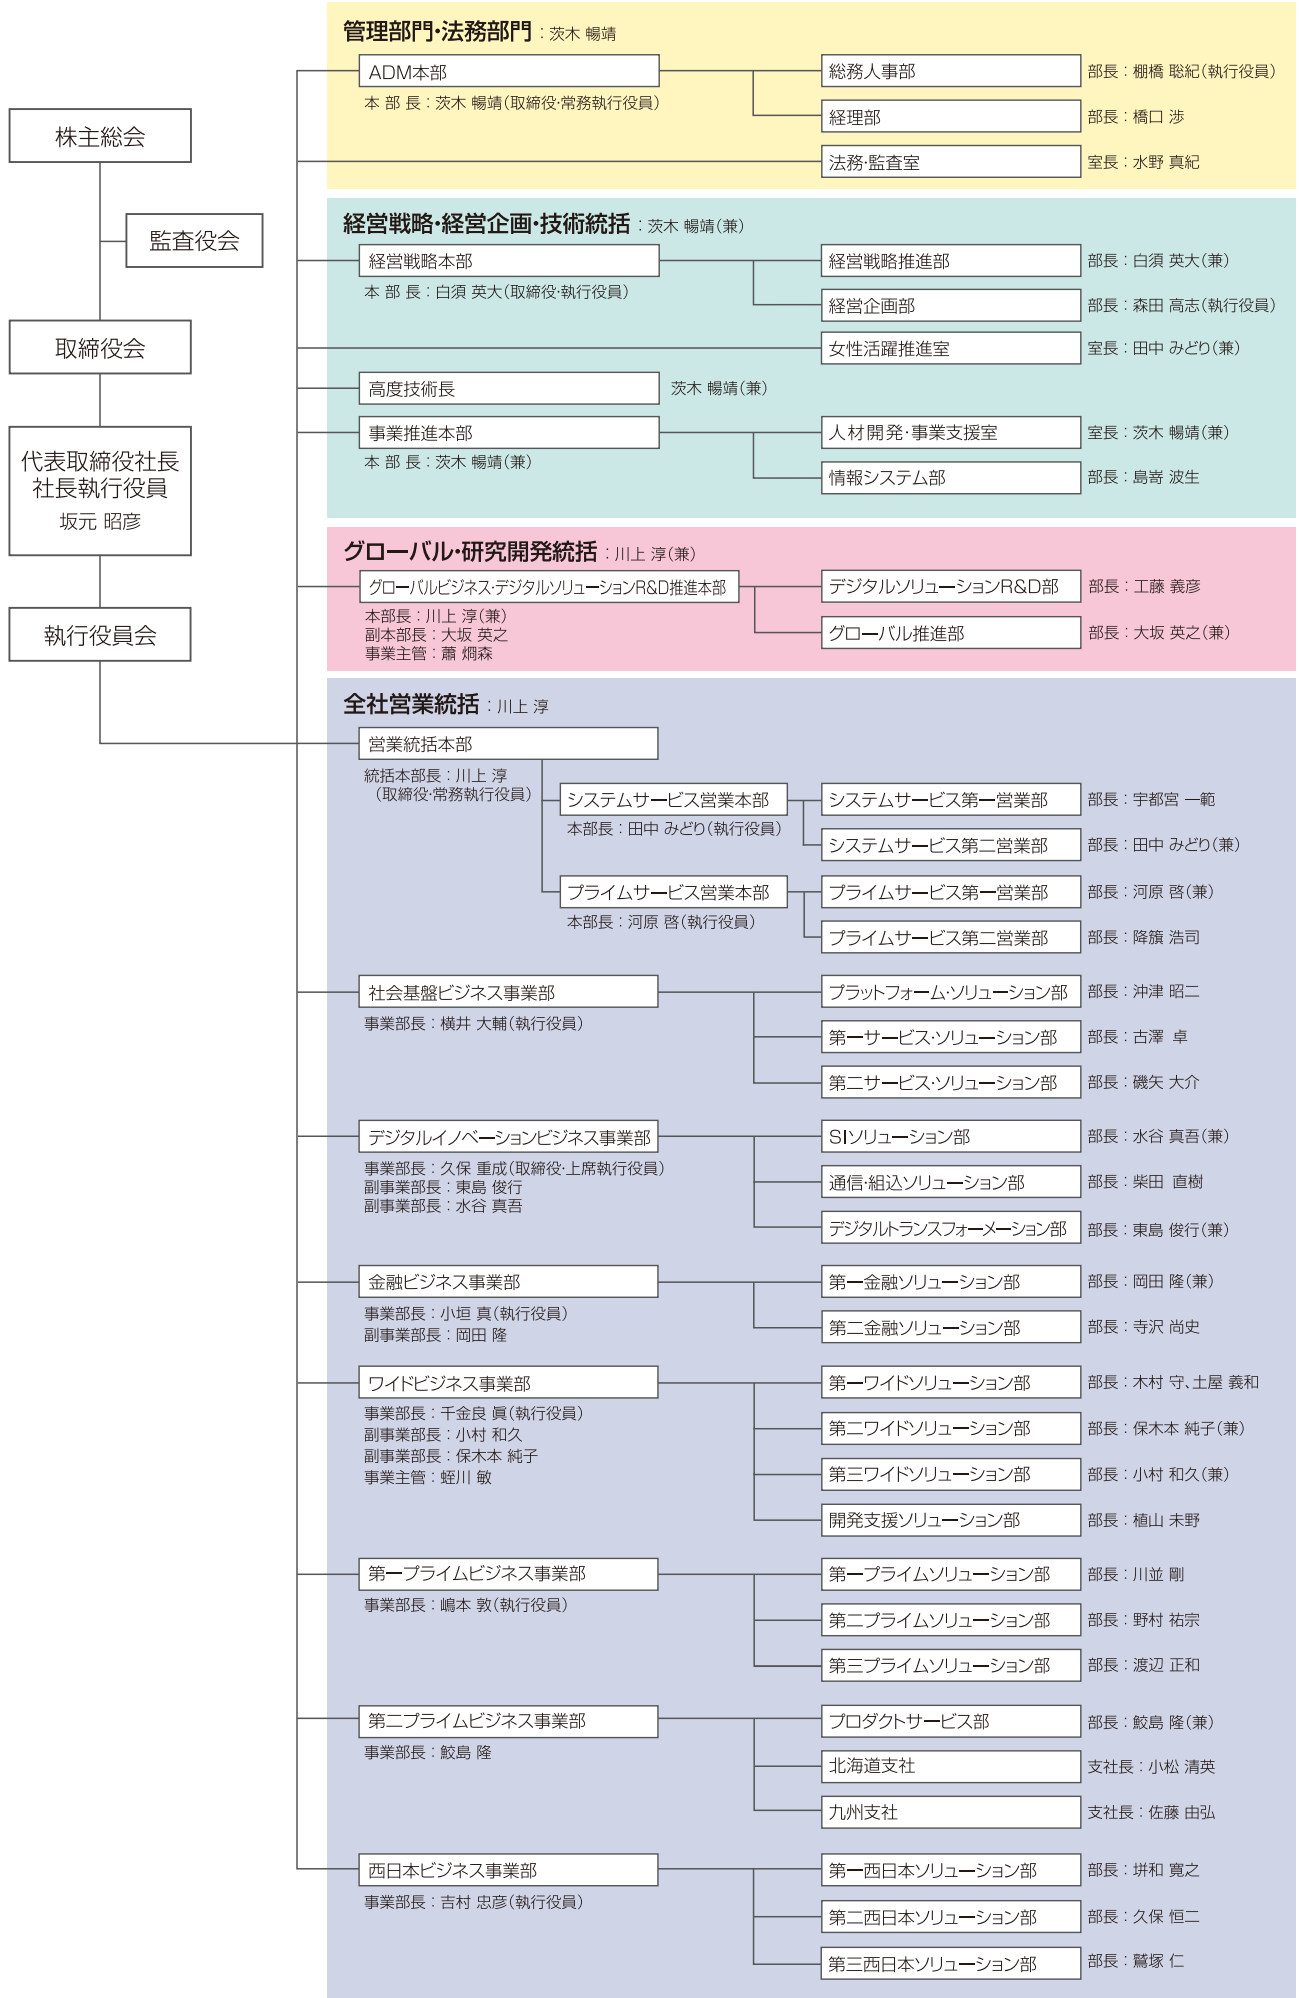 株主総会
監査役会
取締役会
代表取締役社長
社長執行役員
坂元 昭彦
執行役員会
管理部門・法務部門：茨木 暢靖
ADM本部
本 部 長：茨木 暢靖（取締役・常務執行役員）
総務人事部 部長：棚橋 聡紀（執行役員）
経理部 部長：橋口 渉
法務・監査室 室長：水野 真紀
経営戦略・経営企画・技術統括：茨木 暢靖（兼）
経営戦略本部
本 部 長：白須 英大（取締役・執行役員）
経営戦略推進部 部長：白須 英大（兼）
経営企画部 部長：森田 高志（執行役員）
女性活躍推進室 室長：田中 みどり（兼）
高度技術長 茨木 暢靖（兼）
事業推進本部
本 部 長：茨木 暢靖（兼）
人材開発・事業支援室 室長：茨木 暢靖（兼）
情報システム部 部長：島嵜 波生
グローバル・研究開発統括：川上 淳（兼）
グローバルビジネス・デジタルソリューションR&D推進本部
本部長：川上 淳（兼）
副本部長：大坂 英之
事業主管：蕭 烱森
デジタルソリューションR&D部 部長：工藤 義彦
グローバル推進部 部長：大坂 英之（兼）
全社営業統括：川上 淳
営業統括本部
統括本部長：川上 淳
（取締役・常務執行役員）
システムサービス営業本部
本部長：田中 みどり（執行役員）
システムサービス第一営業部 部長：宇都宮 一範
システムサービス第二営業部 部長：田中 みどり（兼）
プライムサービス営業本部
本部長：河原 啓（執行役員）
プライムサービス第一営業部 部長：河原 啓（兼）
プライムサービス第二営業部 部長：降籏 浩司
社会基盤ビジネス事業部
事業部長：横井 大輔（執行役員）
プラットフォーム・ソリューション部 部長：沖津 昭二
第一サービス・ソリューション部 部長：古澤 卓
第二サービス・ソリューション部 部長：磯矢 大介
デジタルイノベーションビジネス事業部
事業部長：久保 重成（取締役・上席執行役員）
副事業部長：東島 俊行
副事業部長：水谷 真吾
SIソリューション部 部長：水谷 真吾（兼）
通信・組込ソリューション部 部長：柴田 直樹
デジタルトランスフォーメーション部 部長：東島 俊行（兼）
金融ビジネス事業部
事業部長：小垣 真（執行役員）
副事業部長：岡田 隆
第一金融ソリューション部 部長：岡田 隆（兼）
第二金融ソリューション部 部長：寺沢 尚史
ワイドビジネス事業部
事業部長：千金良 眞（執行役員）
副事業部長：小村 和久
副事業部長：保木本 純子
事業主管：蛭川 敏
第一ワイドソリューション部 部長：木村 守、土屋 義和
第二ワイドソリューション部 部長：保木本 純子（兼）
第三ワイドソリューション部 部長：小村 和久（兼）
開発支援ソリューション部 部長：植山 未野
第一プライムビジネス事業部
事業部長：嶋本 敦（執行役員）
第一プライムソリューション部 部長：川並 剛
第二プライムソリューション部 部長：野村 祐宗
第三プライムソリューション部 部長：渡辺 正和
第二プライムビジネス事業部
事業部長：鮫島 隆
プロダクトサービス部 部長：鮫島 隆（兼）
北海道支社 支社長：小松 清英
九州支社 支社長：佐藤 由弘
西日本ビジネス事業部
事業部長：吉村 忠彦（執行役員）
第一西日本ソリューション部 部長：垪和 寛之
第二西日本ソリューション部 部長：久保 恒二
第三西日本ソリューション部 部長：鷲塚 仁